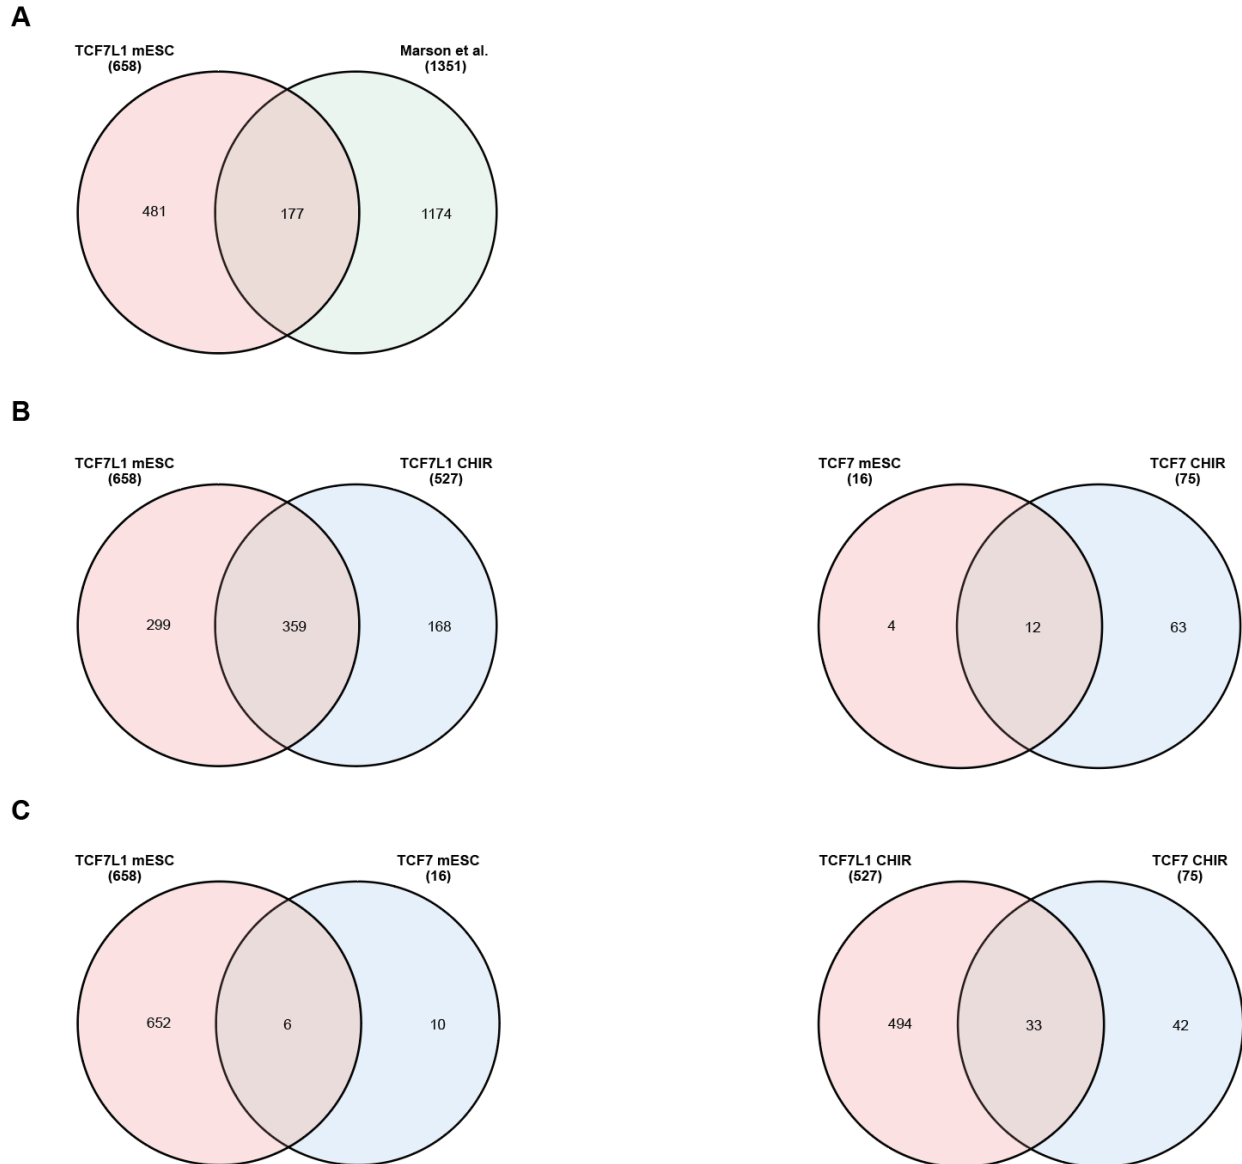 A
TCF7L1 mESC
(658)
Marson et al.
(1351)
481
177
1174
B
TCF7L1 mESC
(658)
TCF7L1 CHIR
(527)
299
359
168
TCF7 mESC
(16)
TCF7 CHIR
(75)
4
12
63
C
TCF7L1 mESC
(658)
TCF7 mESC
(16)
652
6
10
TCF7L1 CHIR
(527)
TCF7 CHIR
(75)
494
33
42